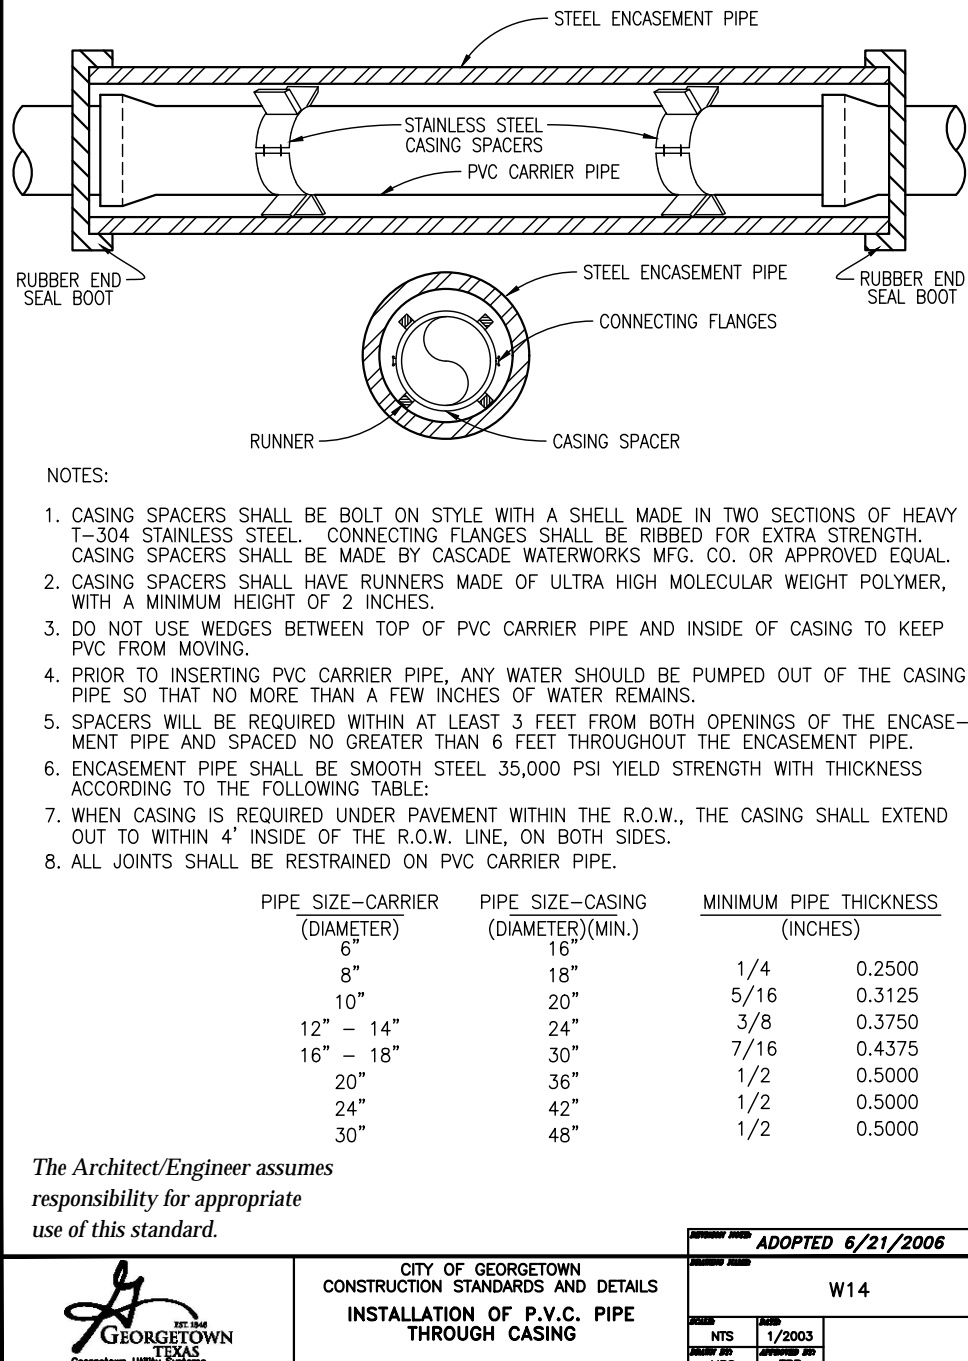 STEEL ENCASEMENT PIPE
STAINLESS STEEL
CASING SPACERS
PVC CARRIER PIPE
RUBBER END
SEAL BOOT
STEEL ENCASEMENT PIPE
RUBBER END
SEAL BOOT
CONNECTING FLANGES
RUNNER
CASING SPACER
NOTES:
1. CASING SPACERS SHALL BE BOLT ON STYLE WITH A SHELL MADE IN TWO SECTIONS OF HEAVY
T-304 STAINLESS STEEL. CONNECTING FLANGES SHALL BE RIBBED FOR EXTRA STRENGTH.
CASING SPACERS SHALL BE MADE BY CASCADE WATERWORKS MFG. CO. OR APPROVED EQUAL.
2. CASING SPACERS SHALL HAVE RUNNERS MADE OF ULTRA HIGH MOLECULAR WEIGHT POLYMER,
WITH A MINIMUM HEIGHT OF 2 INCHES.
3. DO NOT USE WEDGES BETWEEN TOP OF PVC CARRIER PIPE AND INSIDE OF CASING TO KEEP
PVC FROM MOVING.
4. PRIOR TO INSERTING PVC CARRIER PIPE, ANY WATER SHOULD BE PUMPED OUT OF THE CASING
PIPE SO THAT NO MORE THAN A FEW INCHES OF WATER REMAINS.
5. SPACERS WILL BE REQUIRED WITHIN AT LEAST 3 FEET FROM BOTH OPENINGS OF THE ENCASE-
MENT PIPE AND SPACED NO GREATER THAN 6 FEET THROUGHOUT THE ENCASEMENT PIPE.
6. ENCASEMENT PIPE SHALL BE SMOOTH STEEL 35,000 PSI YIELD STRENGTH WITH THICKNESS
ACCORDING TO THE FOLLOWING TABLE:
7. WHEN CASING IS REQUIRED UNDER PAVEMENT WITHIN THE R.O.W., THE CASING SHALL EXTEND
OUT TO WITHIN 4' INSIDE OF THE R.O.W. LINE, ON BOTH SIDES.
8. ALL JOINTS SHALL BE RESTRAINED ON PVC CARRIER PIPE.
PIPE SIZE-CARRIER PIPE SIZE-CASING MINIMUM PIPE THICKNESS
(DIAMETER) (DIAMETER)(MIN.) (INCHES)
6" 16"
8" 18" 1/4 0.2500
10" 20" 5/16 0.3125
12" - 14" 24" 3/8 0.3750
16" - 18" 30" 7/16 0.4375
20" 36" 1/2 0.5000
24" 42" 1/2 0.5000
30" 48" 1/2 0.5000
The Architect/Engineer assumes
responsibility for appropriate
use of this standard.
REVISION NOTE: ADOPTED 6/21/2006
DRAWING NAME:
W14
CITY OF GEORGETOWN
CONSTRUCTION STANDARDS AND DETAILS
INSTALLATION OF P.V.C. PIPE
THROUGH CASING
SCALE: DATE:
NTS 1/2003
DRAWN BY: APPROVED BY:
EST. 1848
GEORGETOWN
TEXAS
Georgetown Utility Systems